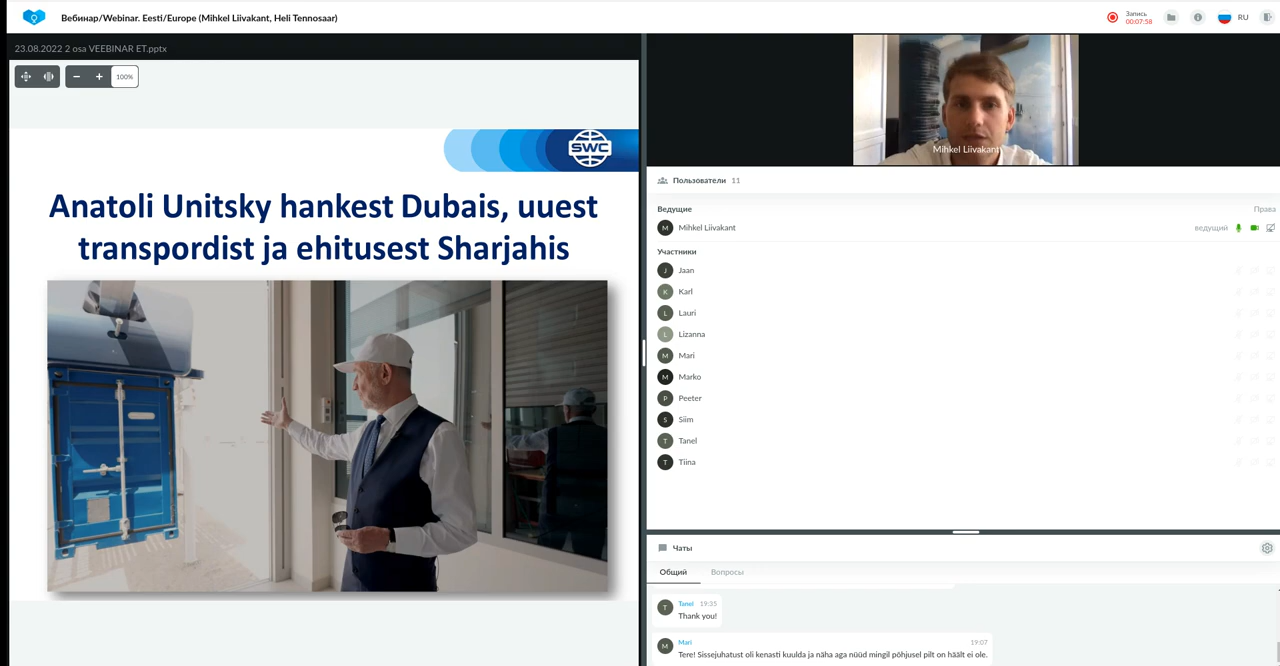 Вебинар/Webinar. Eesti/Europe (Mihkel Liivakant, Heli Tennosaar)
Запись
00:07:58
RU
23.08.2022 2 osa VEEBINAR ET.pptx
100%
SWC
Anatoli Unitsky hankest Dubais, uuest
transpordist ja ehitusest Sharjahis
Mihkel Liivakant
Пользователи 11
Ведущие Права
M Mihkel Liivakant ведущий
Участники
J Jaan
K Karl
L Lauri
L Lizanna
M Mari
M Marko
P Peeter
S Siim
T Tanel
T Tiina
Чаты
Общий Вопросы
T Tanel 19:35
Thank you!
M Mari 19:07
Tere! Sissejuhatust oli kenasti kuulda ja näha aga nüüd mingil põhjusel pilt on häält ei ole.